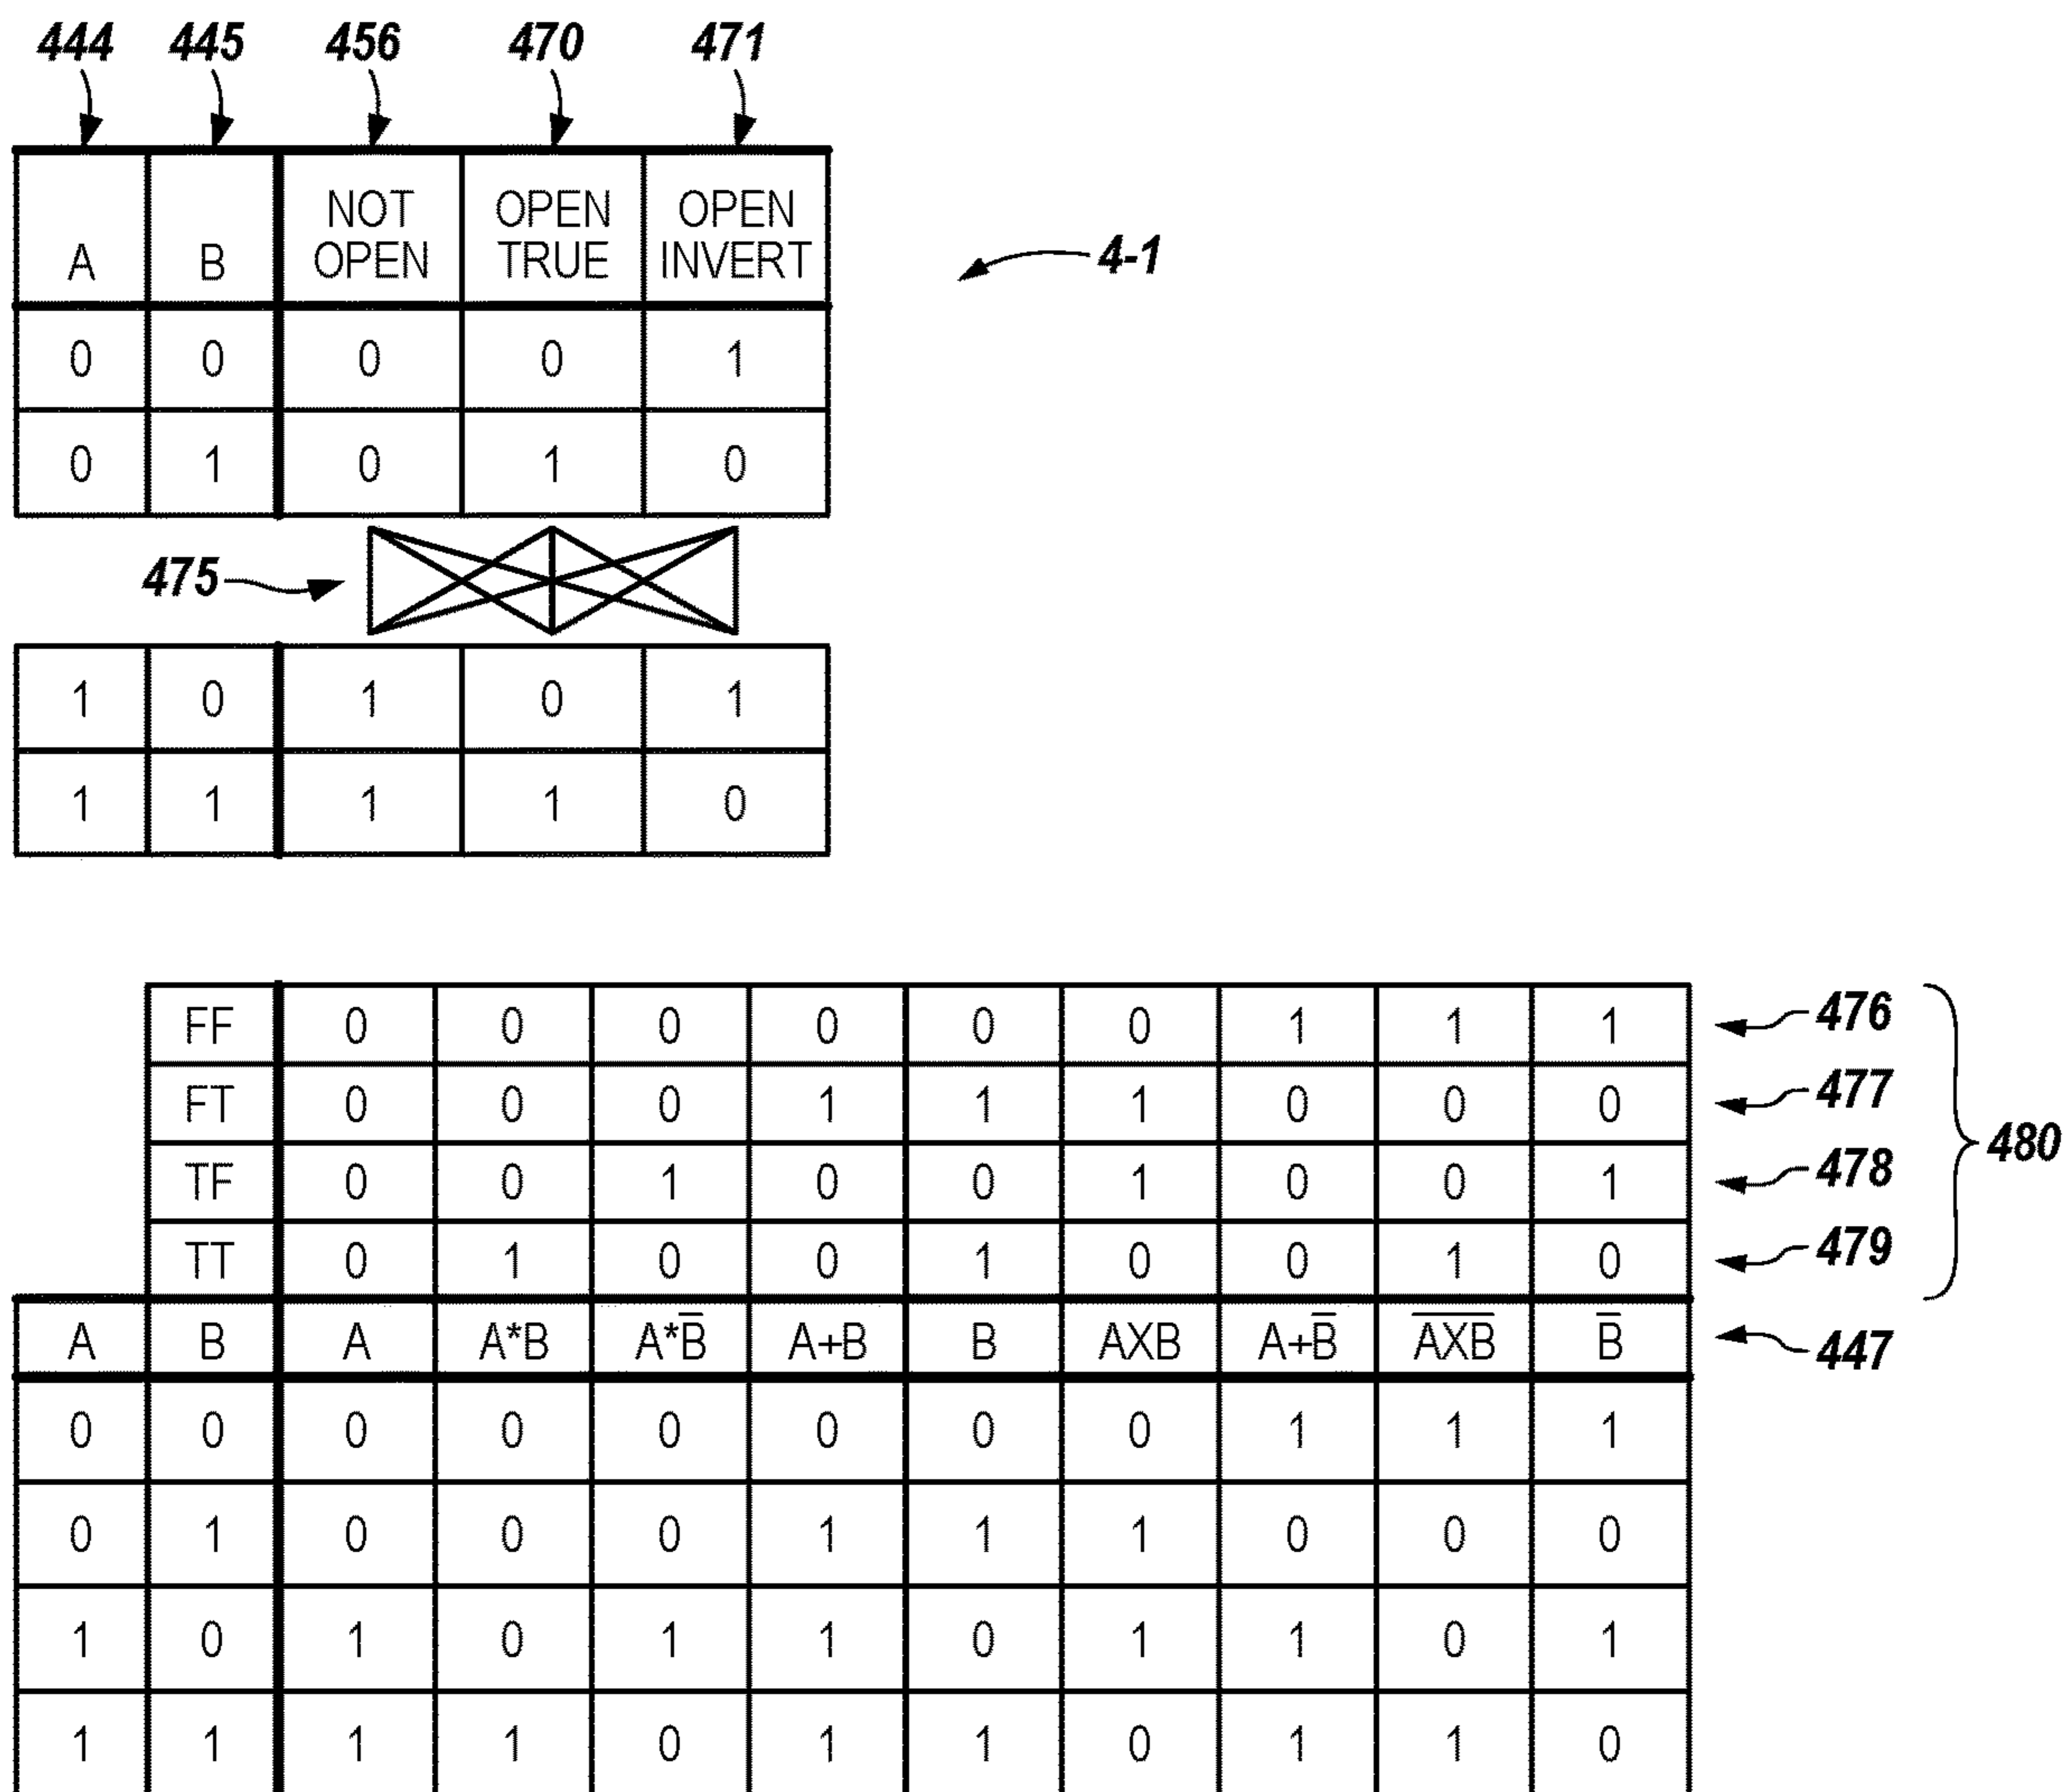 444 445 456 470 471
A B NOT OPEN OPEN TRUE OPEN INVERT
4-1
0 0 0 0 1
0 1 0 1 0
475
1 0 1 0 1
1 1 1 1 0
FF 0 0 0 0 0 0 1 1 1 476
FT 0 0 0 1 1 1 0 0 0 477
480
TF 0 0 1 0 0 1 0 0 1 478
TT 0 1 0 0 1 0 0 1 0 479
A B A A*B A*B̅ A+B B AXB A+B̅ A̅X̅B̅ B̅ 447
0 0 0 0 0 0 0 0 1 1 1
0 1 0 0 0 1 1 1 0 0 0
1 0 1 0 1 1 0 1 1 0 1
1 1 1 1 0 1 1 0 1 1 0